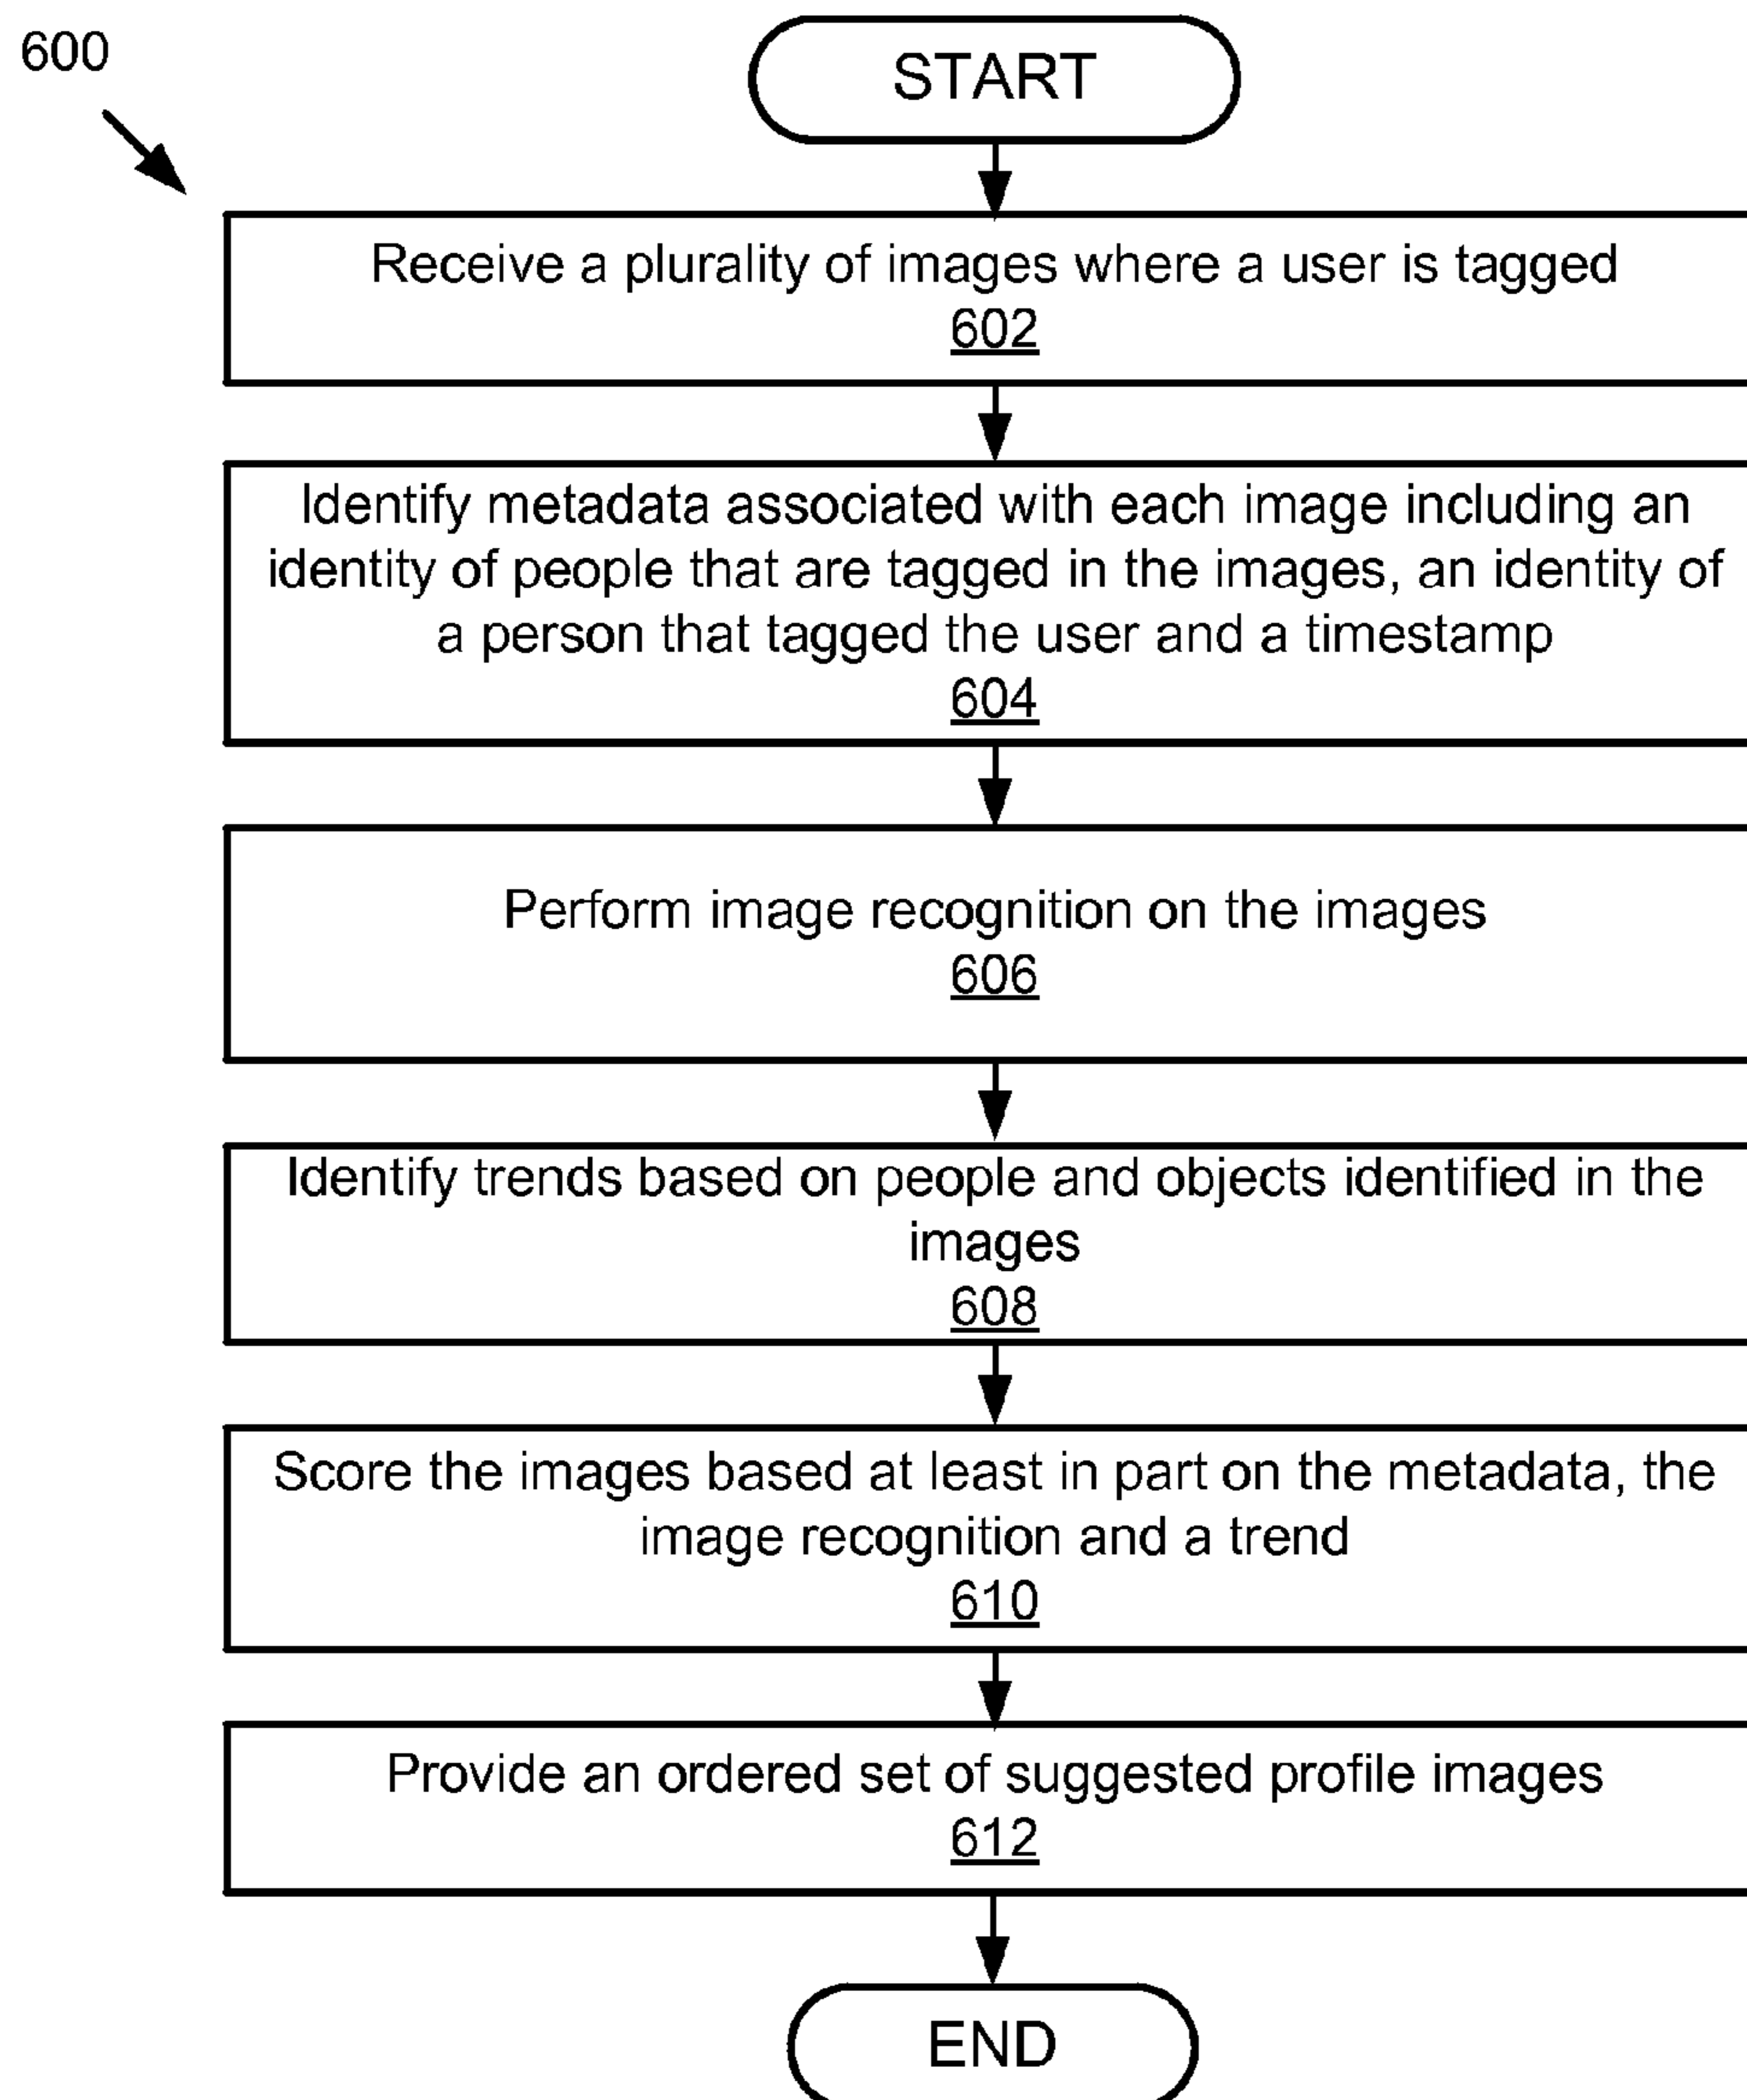 600
START
Receive a plurality of images where a user is tagged
602
Identify metadata associated with each image including an
identity of people that are tagged in the images, an identity of
a person that tagged the user and a timestamp
604
Perform image recognition on the images
606
Identify trends based on people and objects identified in the
images
608
Score the images based at least in part on the metadata, the
image recognition and a trend
610
Provide an ordered set of suggested profile images
612
END